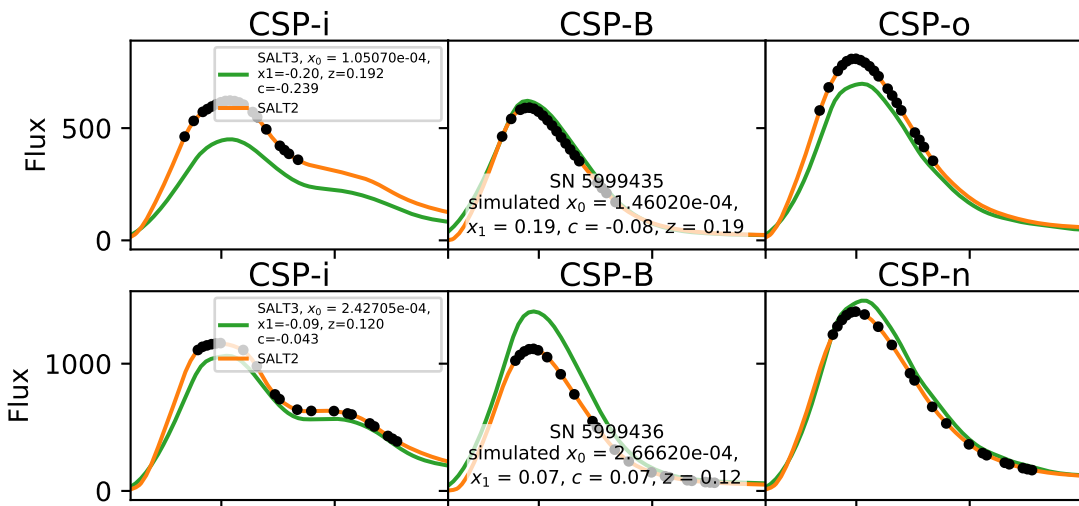 CSP-i
CSP-B
CSP-o
Flux
500
0
SALT3, x₀ = 1.05070e-04,
x1=-0.20, z=0.192
c=-0.239
SALT2
SN 5999435
simulated x₀ = 1.46020e-04,
x₁ = 0.19, c = -0.08, z = 0.19
CSP-i
CSP-B
CSP-n
Flux
1000
0
SALT3, x₀ = 2.42705e-04,
x1=-0.09, z=0.120
c=-0.043
SALT2
SN 5999436
simulated x₀ = 2.66620e-04,
x₁ = 0.07, c = 0.07, z = 0.12